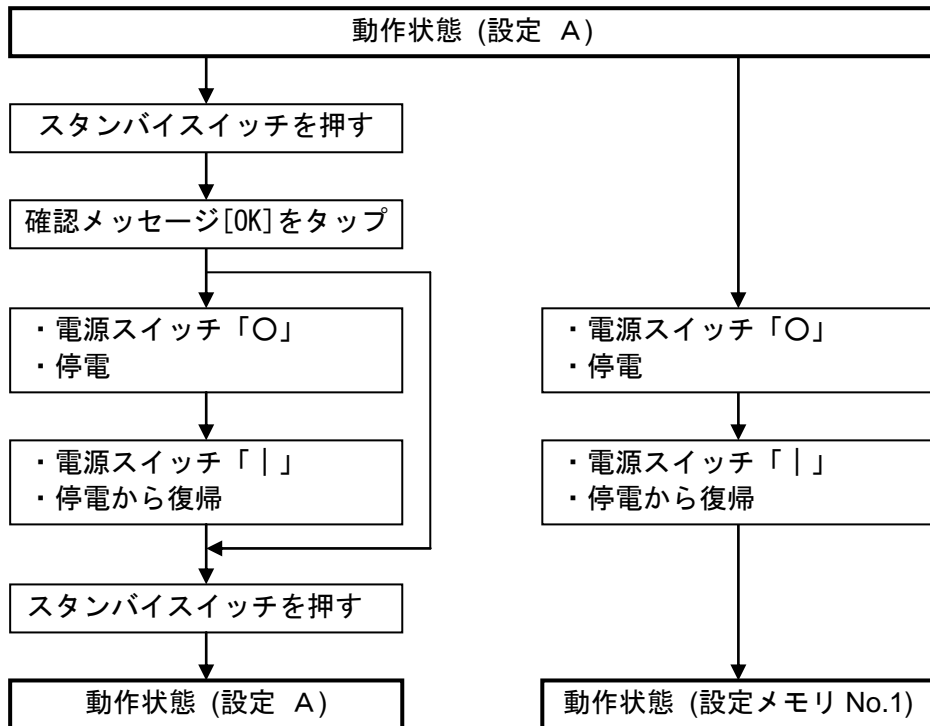 動作状態 (設定 A)
スタンバイスイッチを押す
確認メッセージ[OK]をタップ
・電源スイッチ「○」
・停電
・電源スイッチ「｜」
・停電から復帰
スタンバイスイッチを押す
動作状態 (設定 A)
・電源スイッチ「○」
・停電
・電源スイッチ「｜」
・停電から復帰
動作状態 (設定メモリ No.1)